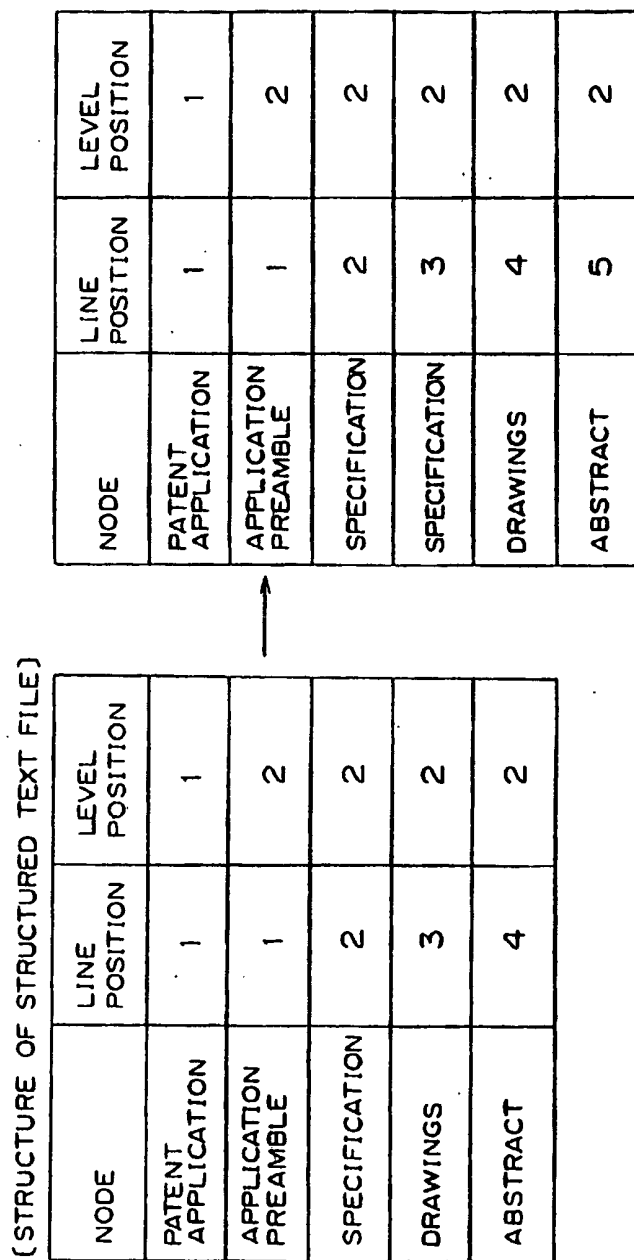 (STRUCTURE OF STRUCTURED TEXT FILE)
NODE
LINE
POSITION
LEVEL
POSITION
PATENT
APPLICATION
1
1
APPLICATION
PREAMBLE
1
2
SPECIFICATION
2
2
DRAWINGS
3
2
ABSTRACT
4
2
NODE
LINE
POSITION
LEVEL
POSITION
PATENT
APPLICATION
1
1
APPLICATION
PREAMBLE
1
2
SPECIFICATION
2
2
SPECIFICATION
3
2
DRAWINGS
4
2
ABSTRACT
5
2